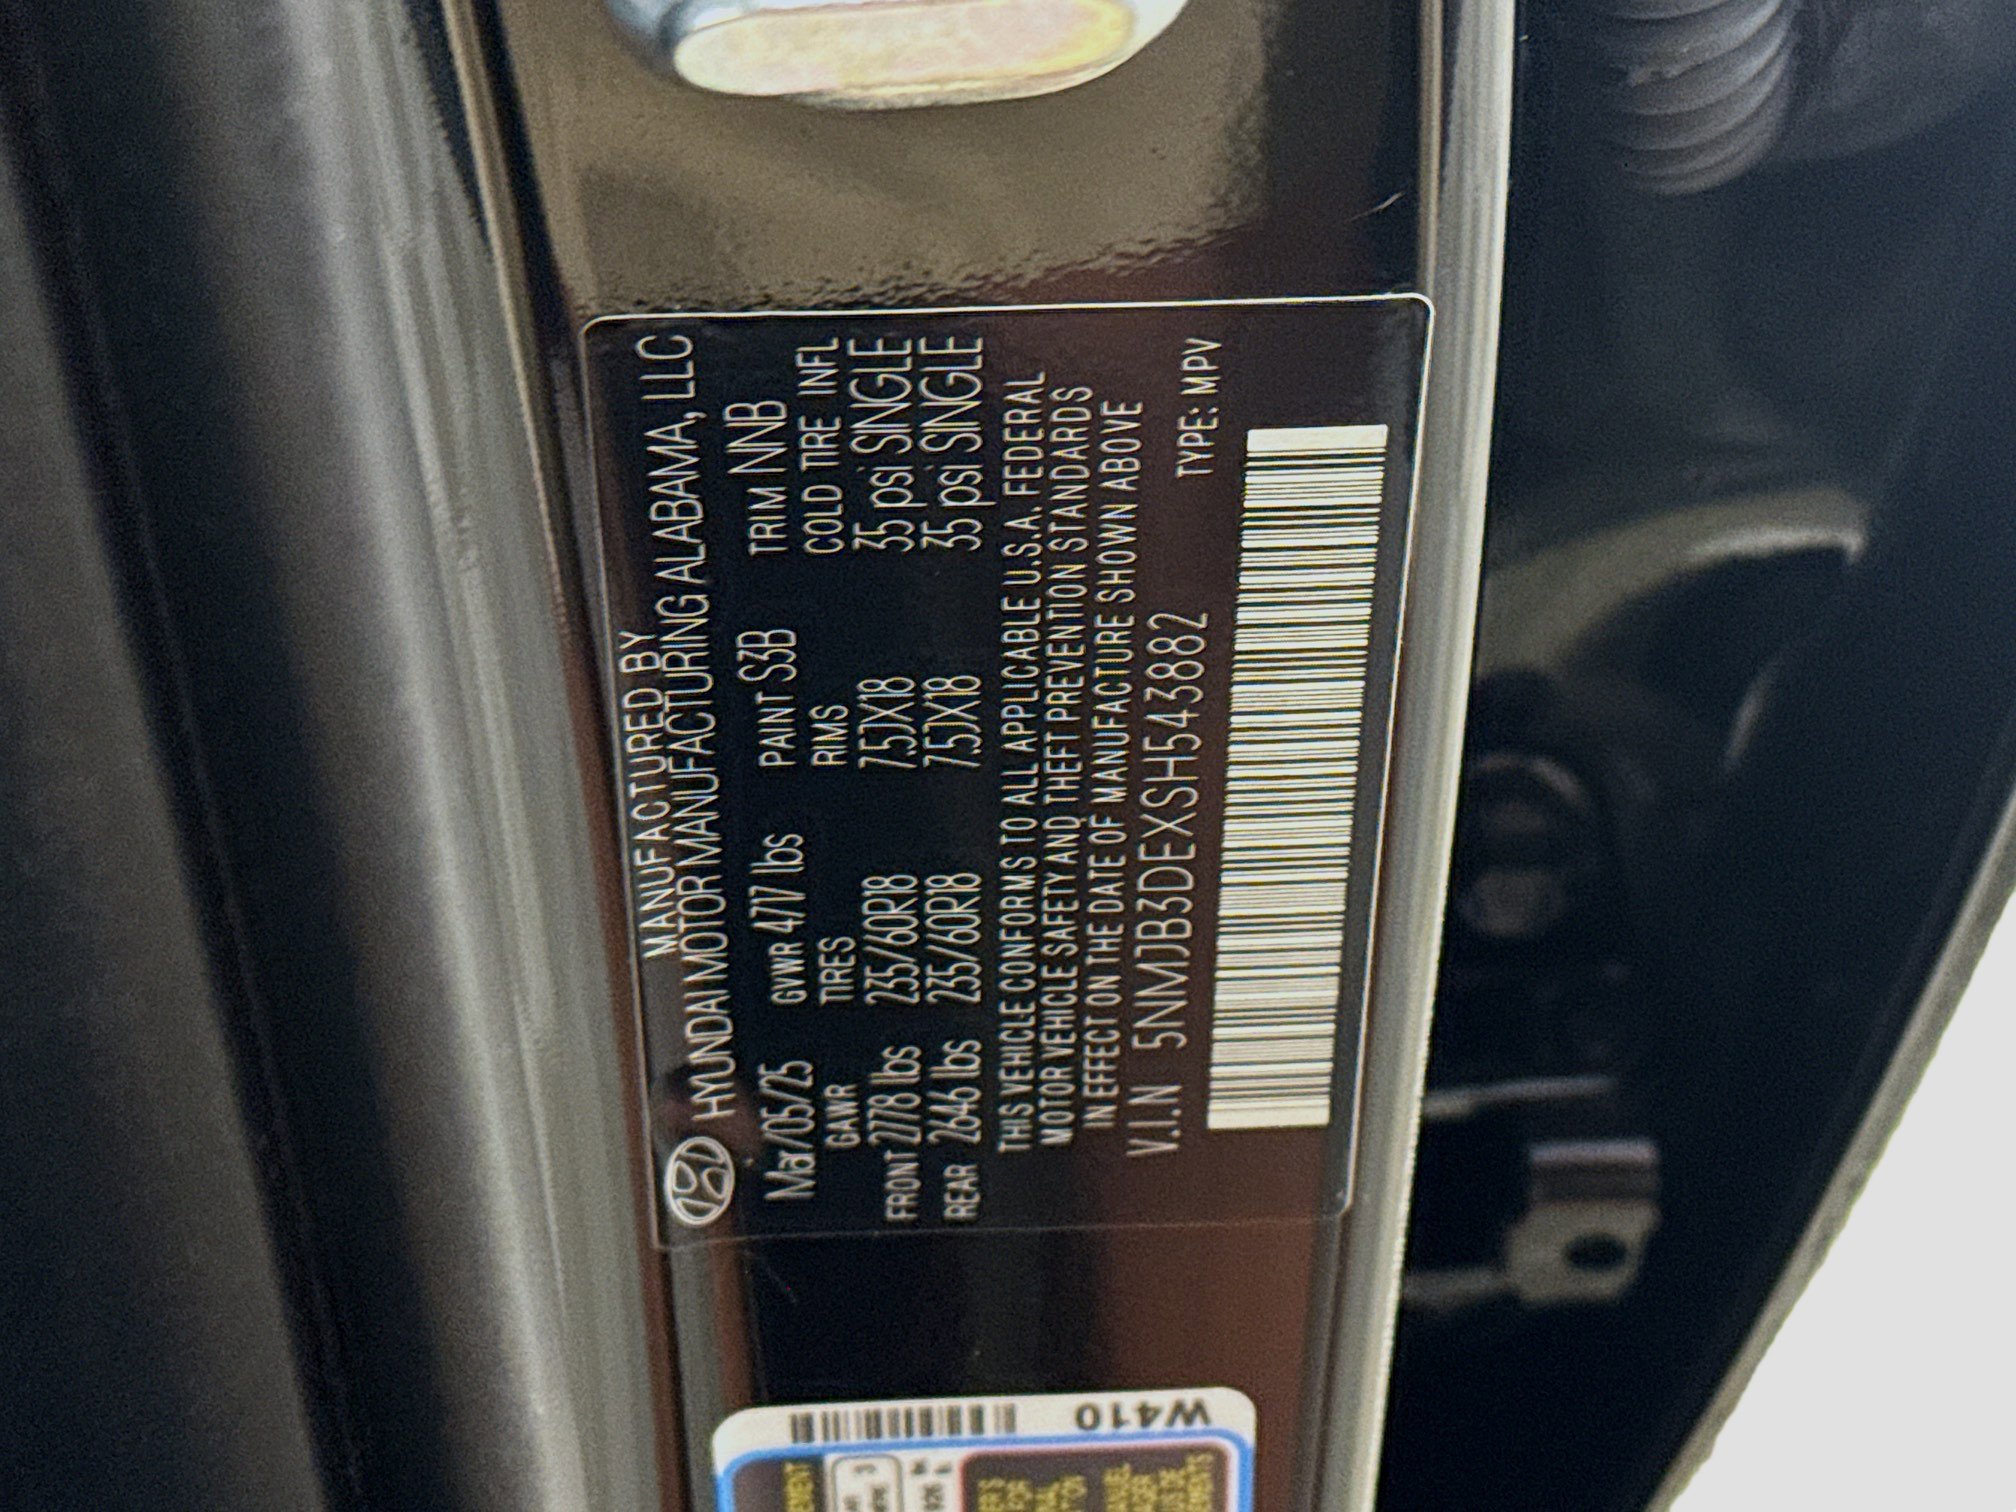 MANUFACTURED BY
HYUNDAI MOTOR MANUFACTURING ALABAMA, LLC
Mar/05/25 GVWR 4717 lbs PAINT S3B TRIM NNB
GAWR TIRES RIMS COLD TIRE INFL
FRONT 2778 lbs 235/60R18 7.5JX18 35 psi SINGLE
REAR 2646 lbs 235/60R18 7.5JX18 35 psi SINGLE
THIS VEHICLE CONFORMS TO ALL APPLICABLE U.S.A. FEDERAL
MOTOR VEHICLE SAFETY AND THEFT PREVENTION STANDARDS
IN EFFECT ON THE DATE OF MANUFACTURE SHOWN ABOVE
V.I.N 5NMJB3DEXSH543882
TYPE: MPV
W410